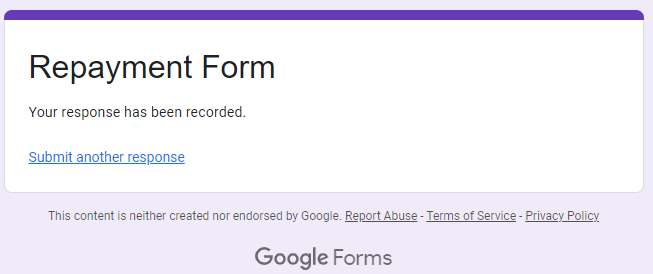 Repayment Form
Your response has been recorded.
Submit another response
This content is neither created nor endorsed by Google. Report Abuse - Terms of Service - Privacy Policy
Google Forms